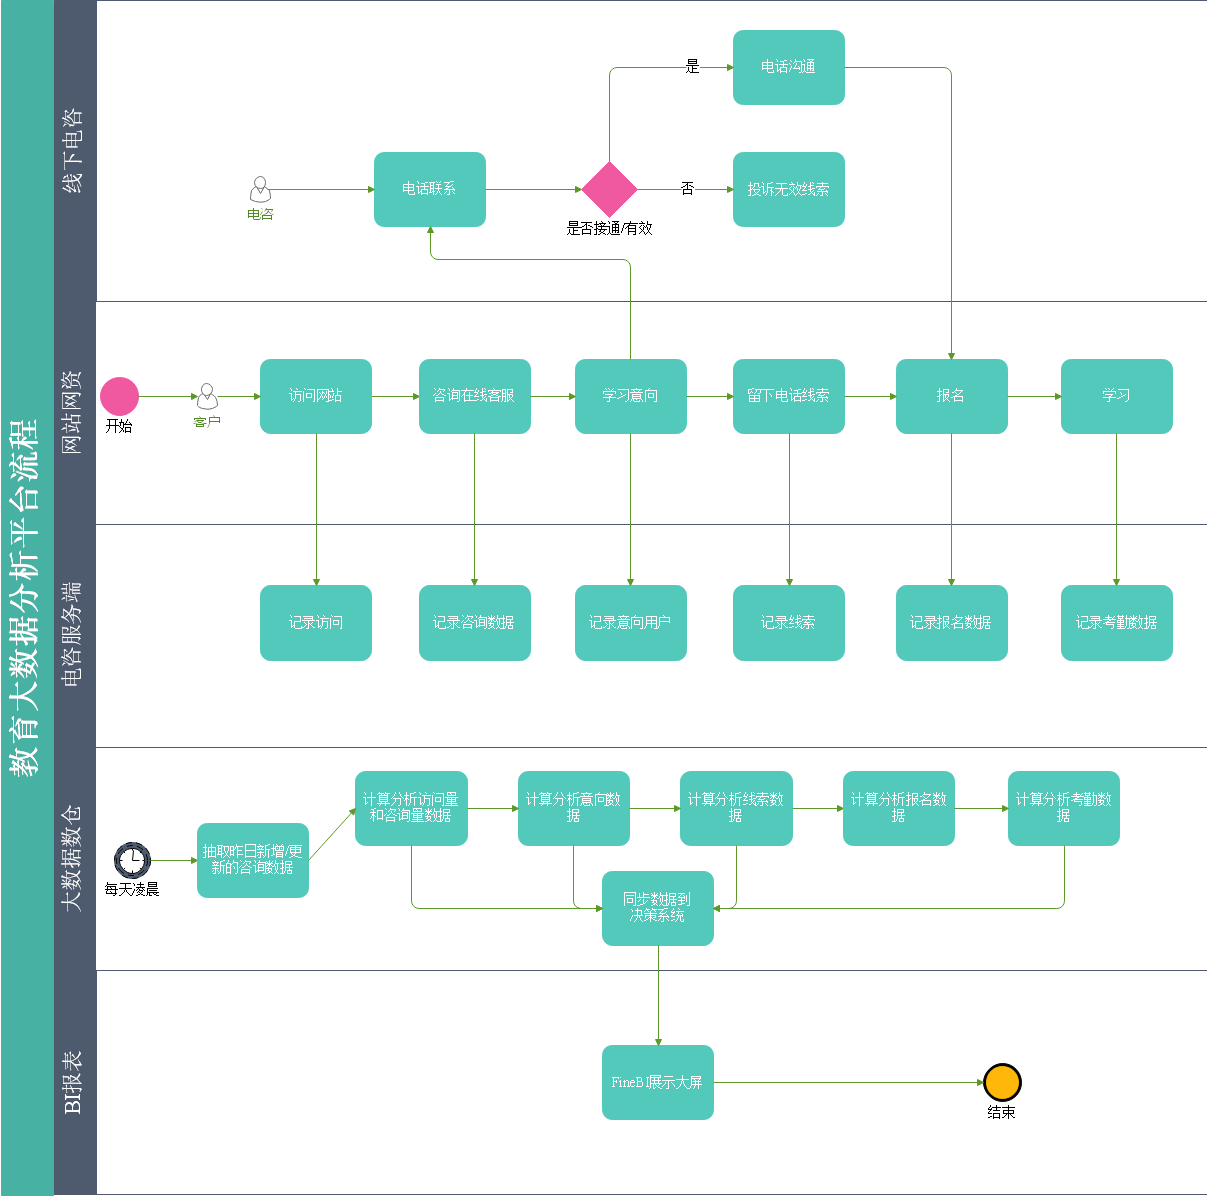 教育大数据分析平台流程
线下电咨
电咨
电话联系
是否接通/有效
是
电话沟通
否
投诉无效线索
网站网资
开始
客户
访问网站
咨询在线客服
学习意向
留下电话线索
报名
学习
电咨服务端
记录访问
记录咨询数据
记录意向用户
记录线索
记录报名数据
记录考勤数据
大数据数仓
每天凌晨
抽取昨日新增/更
新的咨询数据
计算分析访问量
和咨询量数据
计算分析意向数
据
计算分析线索数
据
计算分析报名数
据
计算分析考勤数
据
同步数据到
决策系统
BI报表
FineBI展示大屏
结束